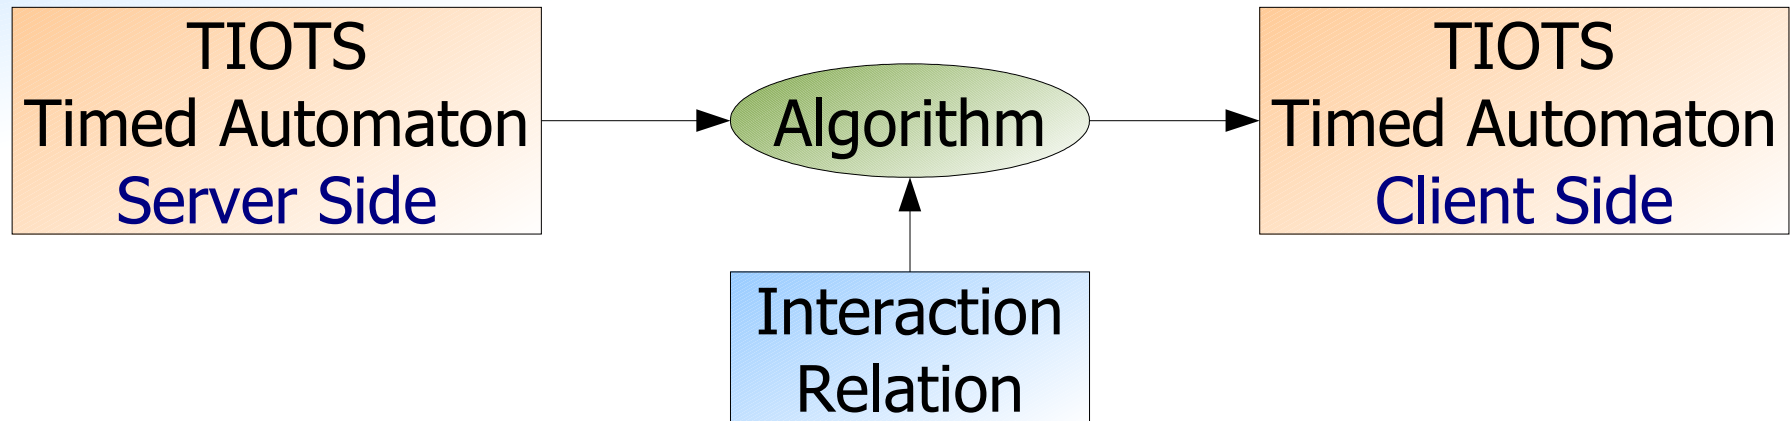 TIOTS
Timed Automaton
Server Side
Algorithm
TIOTS
Timed Automaton
Client Side
Interaction
Relation